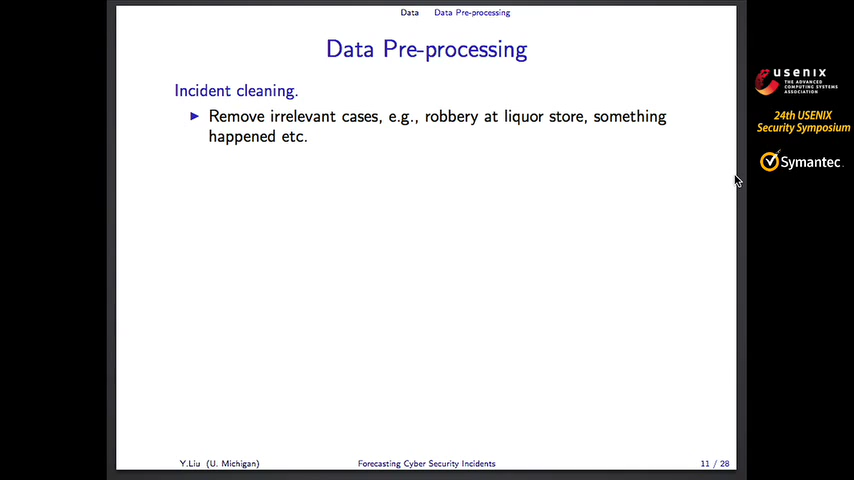 Data Data Pre-processing
Data Pre-processing
Incident cleaning.
Remove irrelevant cases, e.g., robbery at liquor store, something
happened etc.
Y.Liu (U. Michigan) Forecasting Cyber Security Incidents 11 / 28
usenix
THE ADVANCED
COMPUTING SYSTEMS
ASSOCIATION
24th USENIX
Security Symposium
Symantec.